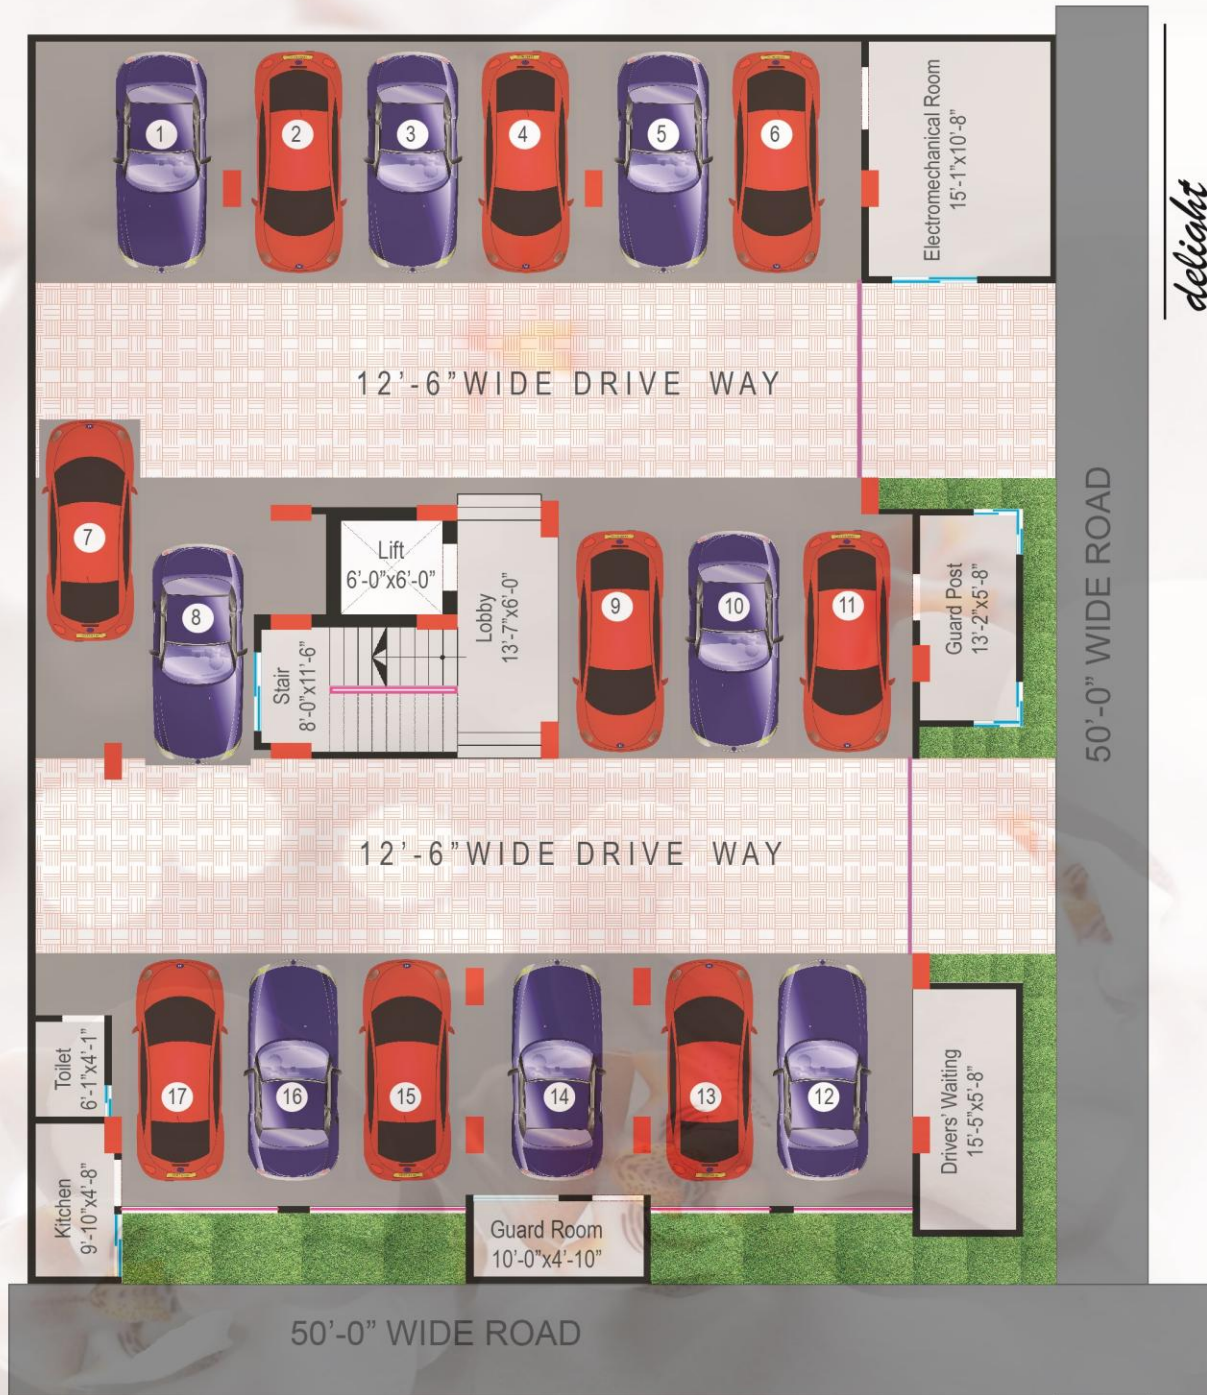 1
2
3
4
5
6
Electromechanical Room
15'-1"x10'-8"
delight
12'-6" WIDE DRIVE WAY
7
8
Lift
6'-0"x6'-0"
Stair
8'-0"x11'-6"
Lobby
13'-7"x6'-0"
9
10
11
Guard Post
13'-2"x5'-8"
50'-0" WIDE ROAD
12'-6" WIDE DRIVE WAY
Toilet
6'-1"x4'-1"
Kitchen
9'-10"x4'-8"
17
16
15
14
13
12
Drivers' Waiting
15'-5"x5'-8"
Guard Room
10'-0"x4'-10"
50'-0" WIDE ROAD